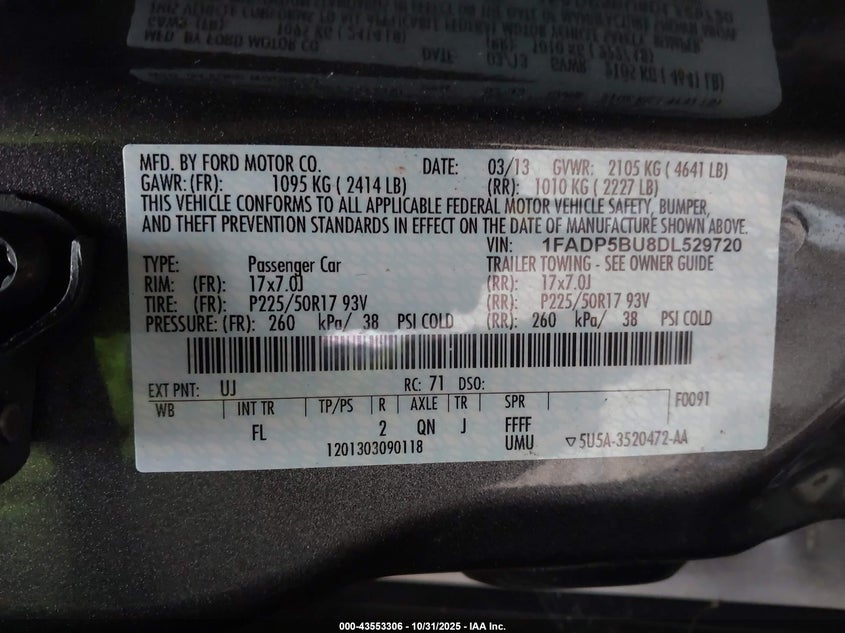 MFD. BY FORD MOTOR CO. DATE: 03/13 GVWR: 2105 KG ( 4641 LB)
GAWR: (FR): 1095 KG ( 2414 LB) (RR): 1010 KG ( 2227 LB)
THIS VEHICLE CONFORMS TO ALL APPLICABLE FEDERAL MOTOR VEHICLE SAFETY, BUMPER,
AND THEFT PREVENTION STANDARDS IN EFFECT ON THE DATE OF MANUFACTURE SHOWN ABOVE.
VIN: 1FADP5BU8DL529720
TYPE: Passenger Car TRAILER TOWING - SEE OWNER GUIDE
RIM: (FR): 17x7.0J (RR): 17x7.0J
TIRE: (FR): P225/50R17 93V (RR): P225/50R17 93V
PRESSURE: (FR): 260 kPa/ 38 PSI COLD (RR): 260 kPa/ 38 PSI COLD
EXT PNT: UJ RC: 71 DSO:
WB INT TR TP/PS R AXLE TR SPR F0091
FL 2 QN J FFFF
1201303090118 UMU ▽5U5A-3520472-AA
000-43553306 - 10/31/2025 - IAA Inc.